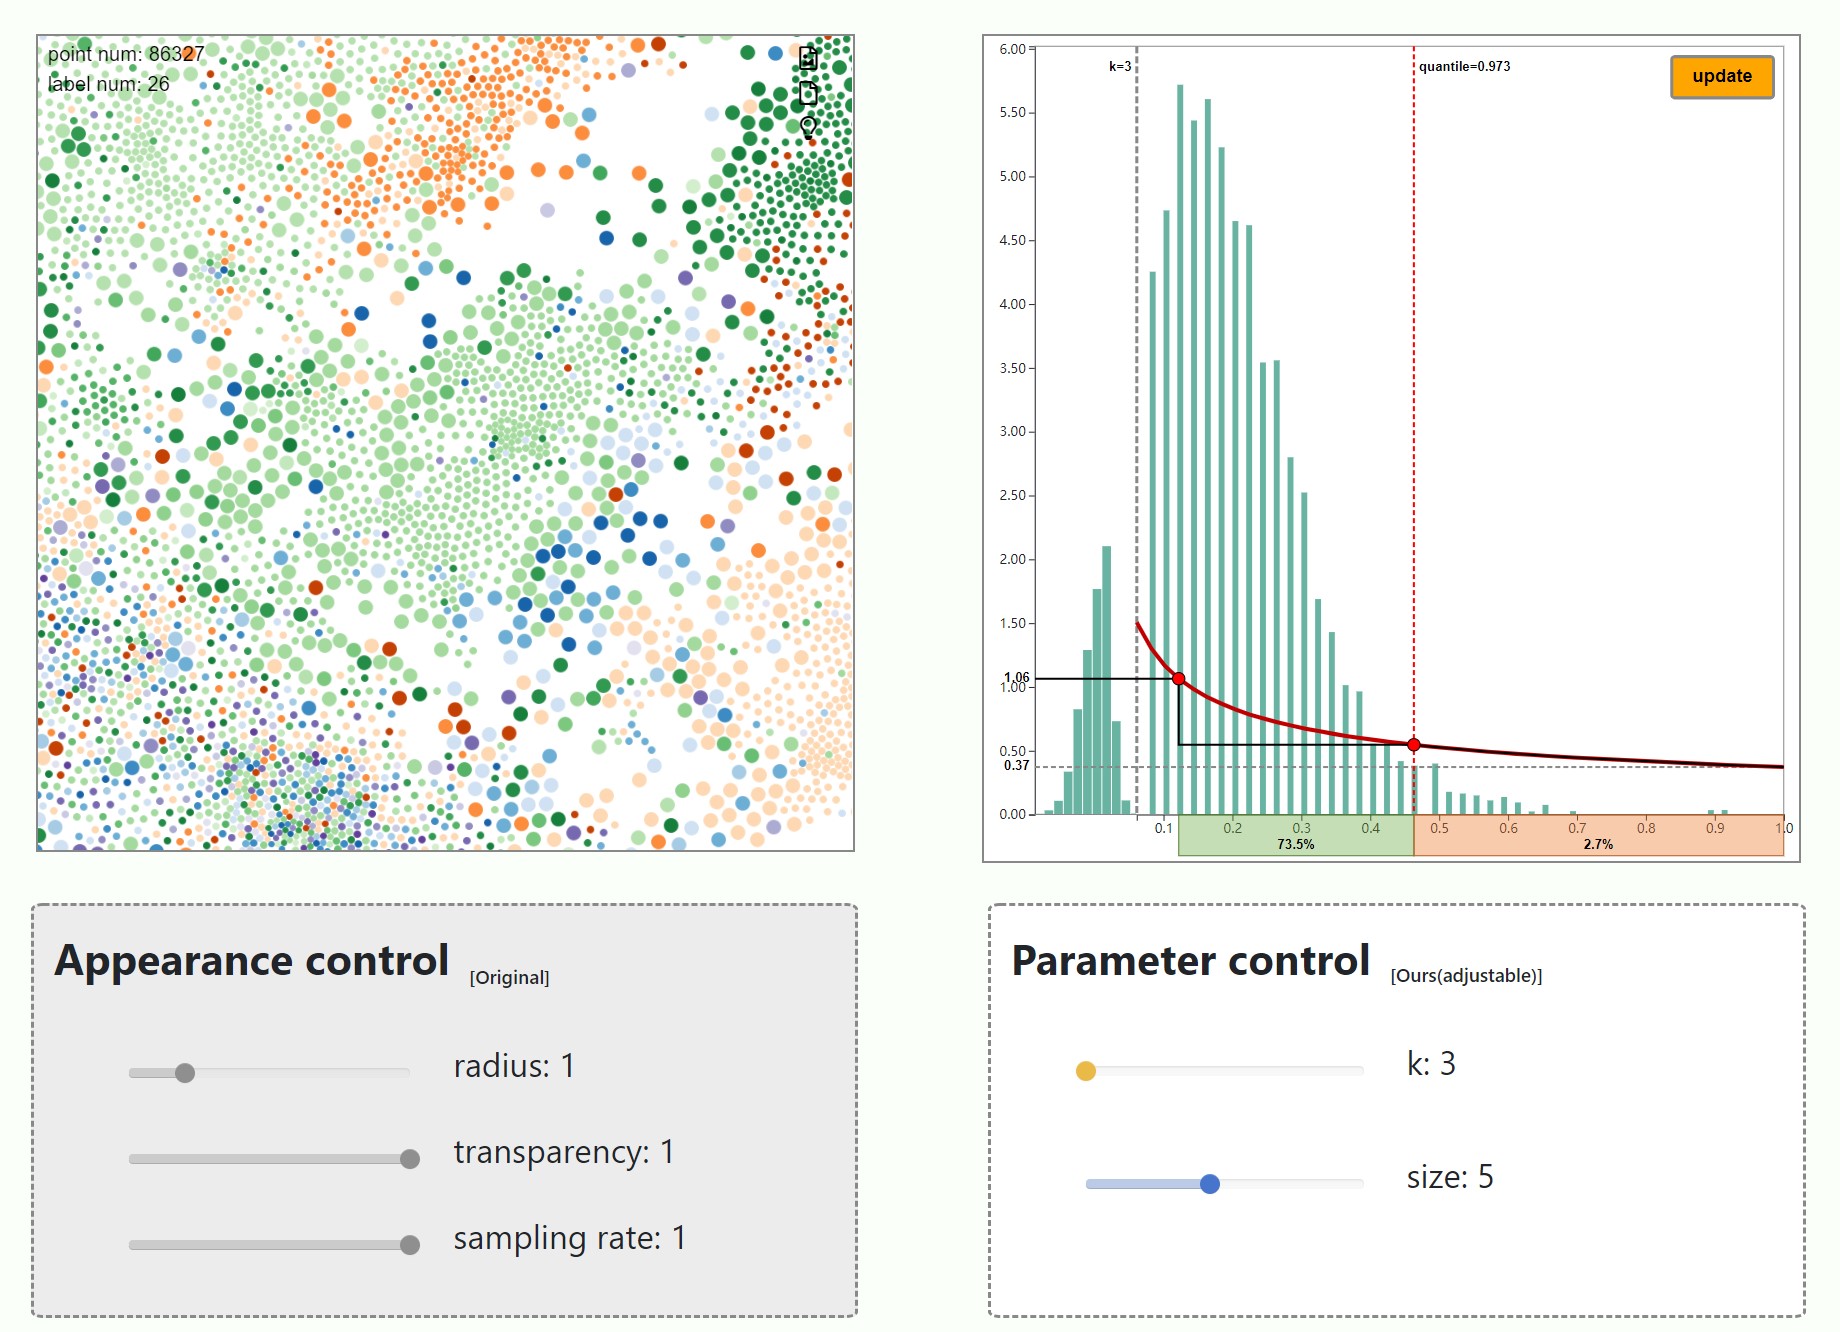 point num: 86327
label num: 26
6.00
5.50
5.00
4.50
4.00
3.50
3.00
2.50
2.00
1.50
1.06
1.00
0.50
0.37
0.00
k=3
quantile=0.973
update
0.1
0.2
0.3
0.4
0.5
0.6
0.7
0.8
0.9
1.0
73.5%
2.7%
Appearance control [Original]
radius: 1
transparency: 1
sampling rate: 1
Parameter control [Ours(adjustable)]
k: 3
size: 5